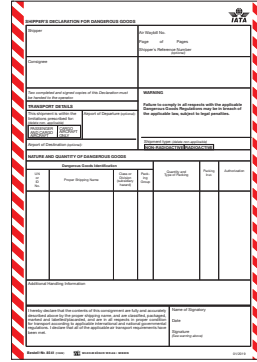 SHIPPER'S DECLARATION FOR DANGEROUS GOODS
IATA
Shipper
Air Waybill No.
Page of Pages
Shipper's Reference Number
(optional)
Consignee
Two completed and signed copies of this Declaration must
be handed to the operator.
WARNING
Failure to comply in all respects with the applicable
Dangerous Goods Regulations may be in breach of
the applicable law, subject to legal penalties.
TRANSPORT DETAILS
This shipment is within the
limitations prescribed for:
(delete non-applicable)
Airport of Departure (optional):
PASSENGER
AND CARGO
AIRCRAFT
CARGO
AIRCRAFT
ONLY
Airport of Destination (optional):
Shipment type: (delete non-applicable)
NON-RADIOACTIVE RADIOACTIVE
NATURE AND QUANTITY OF DANGEROUS GOODS
Dangerous Goods Identification
UN
or
ID
No.
Proper Shipping Name
Class or
Division
(subsidiary
hazard)
Pack-
ing
Group
Quantity and
Type of Packing
Packing
Inst.
Authorization
Additional Handling Information
I hereby declare that the contents of this consignment are fully and accurately
described above by the proper shipping name, and are classified, packaged,
marked and labelled/placarded, and are in all respects in proper condition
for transport according to applicable international and national governmental
regulations. I declare that all of the applicable air transport requirements have
been met.
Name of Signatory
Date
Signature
(See warning above)